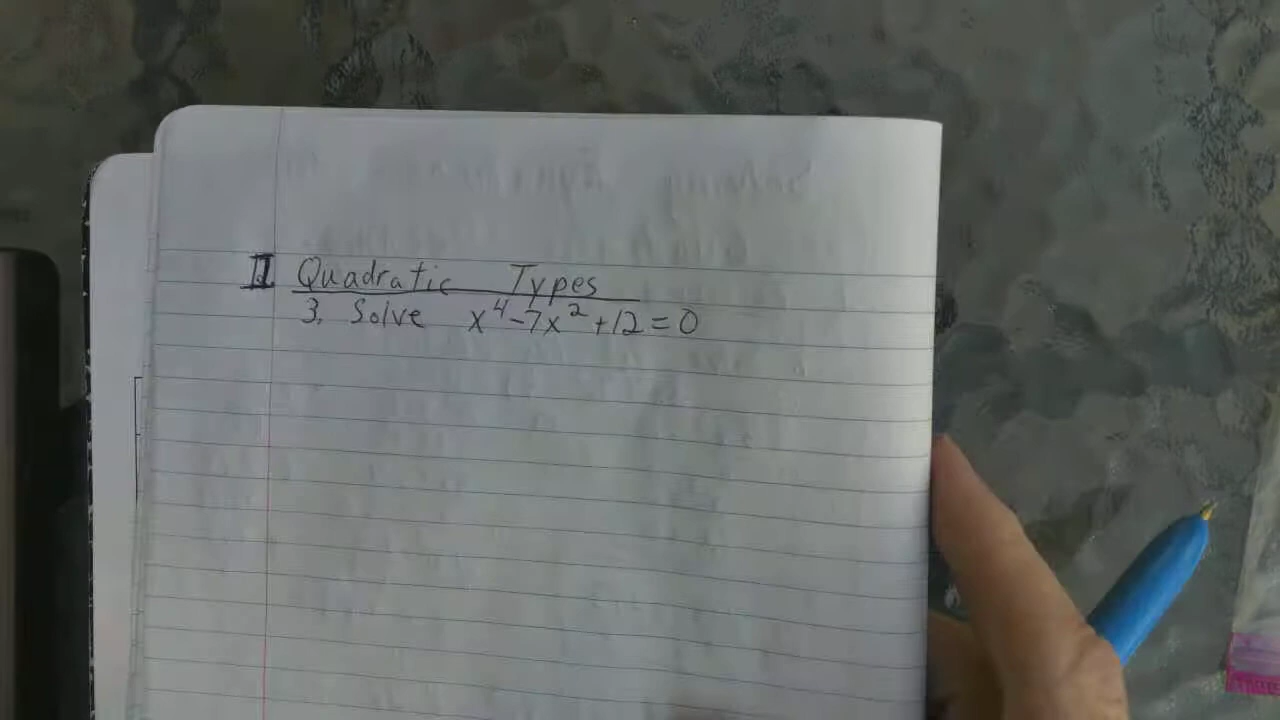 II Quadratic Types
3. Solve x⁴-7x²+12=0